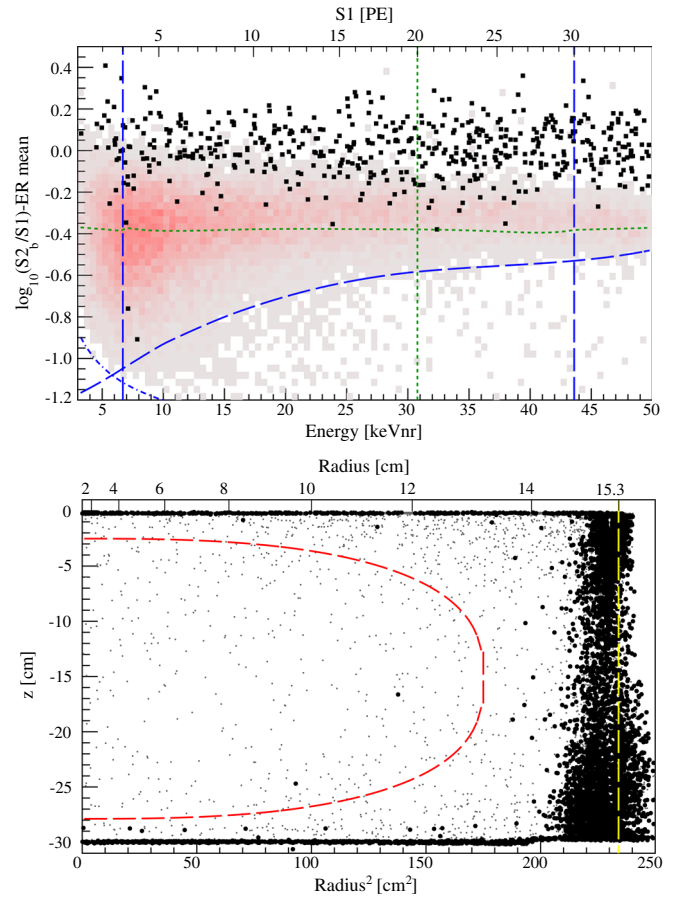 S1 [PE]
5 10 15 20 25 30
0.4
0.2
0.0
-0.2
-0.4
-0.6
-0.8
-1.0
-1.2
log10(S2b/S1)-ER mean
5 10 15 20 25 30 35 40 45 50
Energy [keVnr]
Radius [cm]
2 4 6 8 10 12 14 15.3
0
-5
-10
-15
-20
-25
-30
z [cm]
0 50 100 150 200 250
Radius2 [cm2]